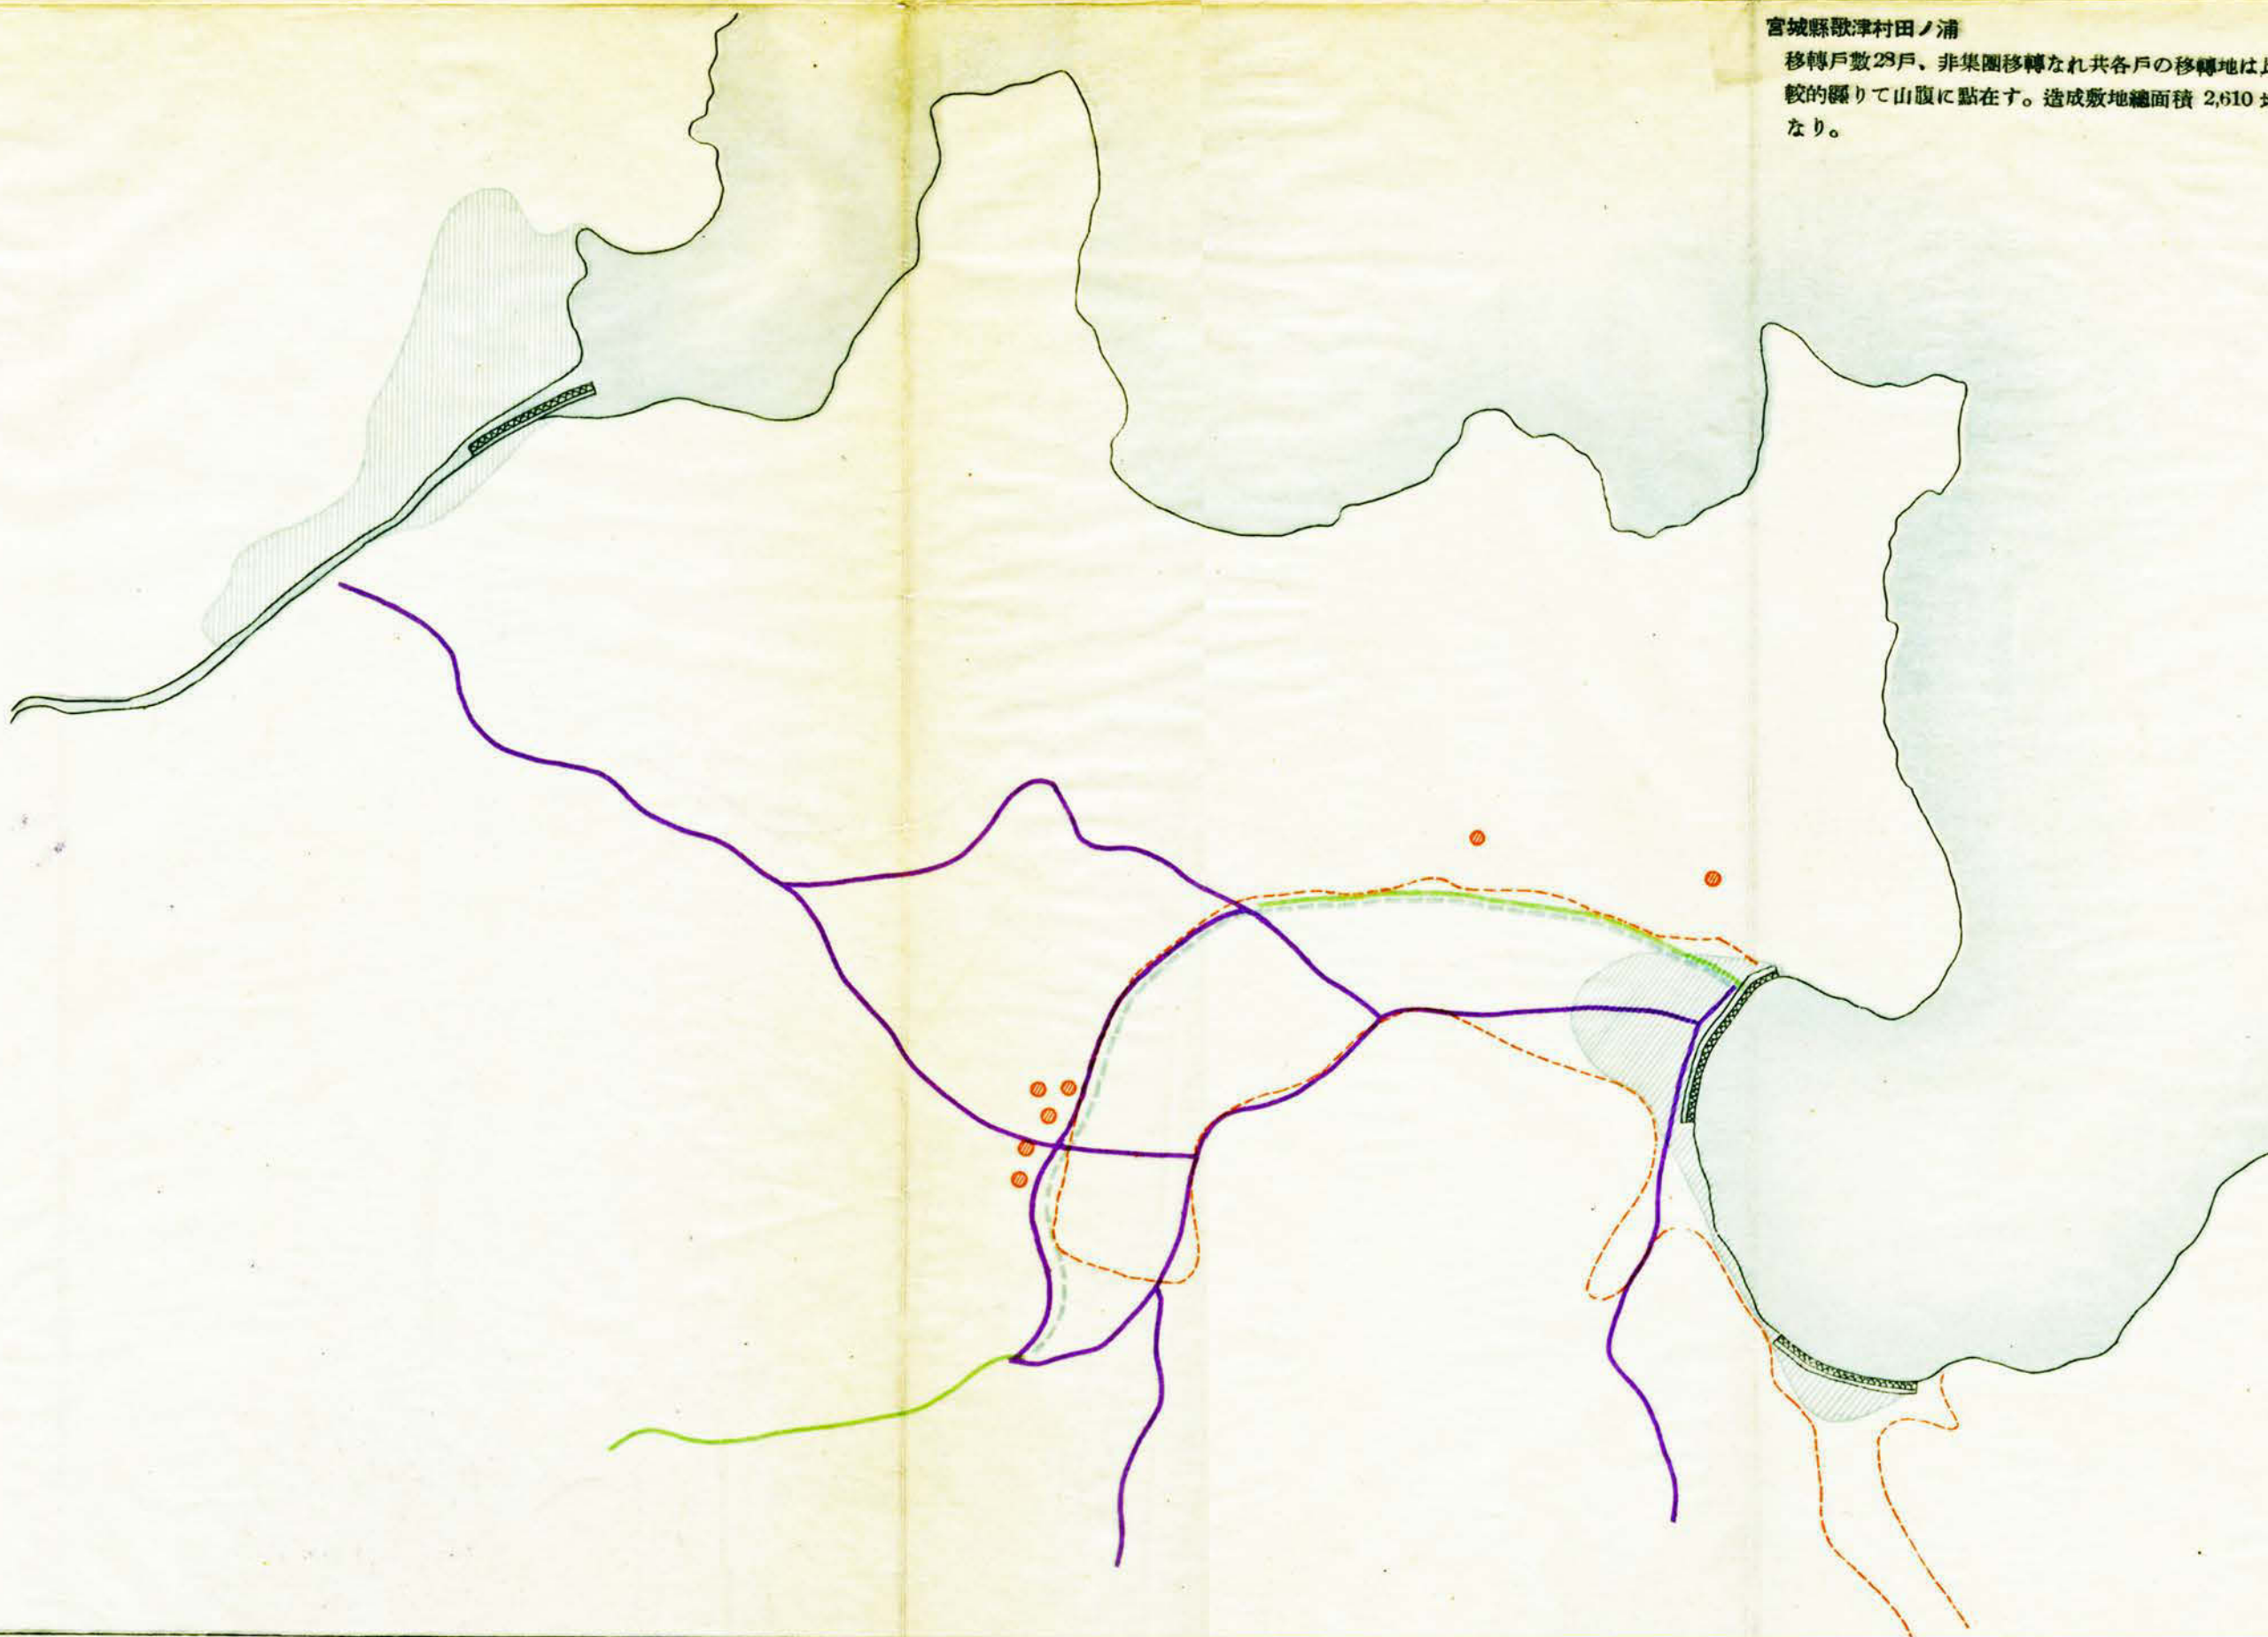 宮城縣歌津村田ノ浦
移轉戸數28戸、非集團移轉なれ共各戸の移轉地は
較的纒りて山腹に點在す。造成敷地總面積 2,610
なり。